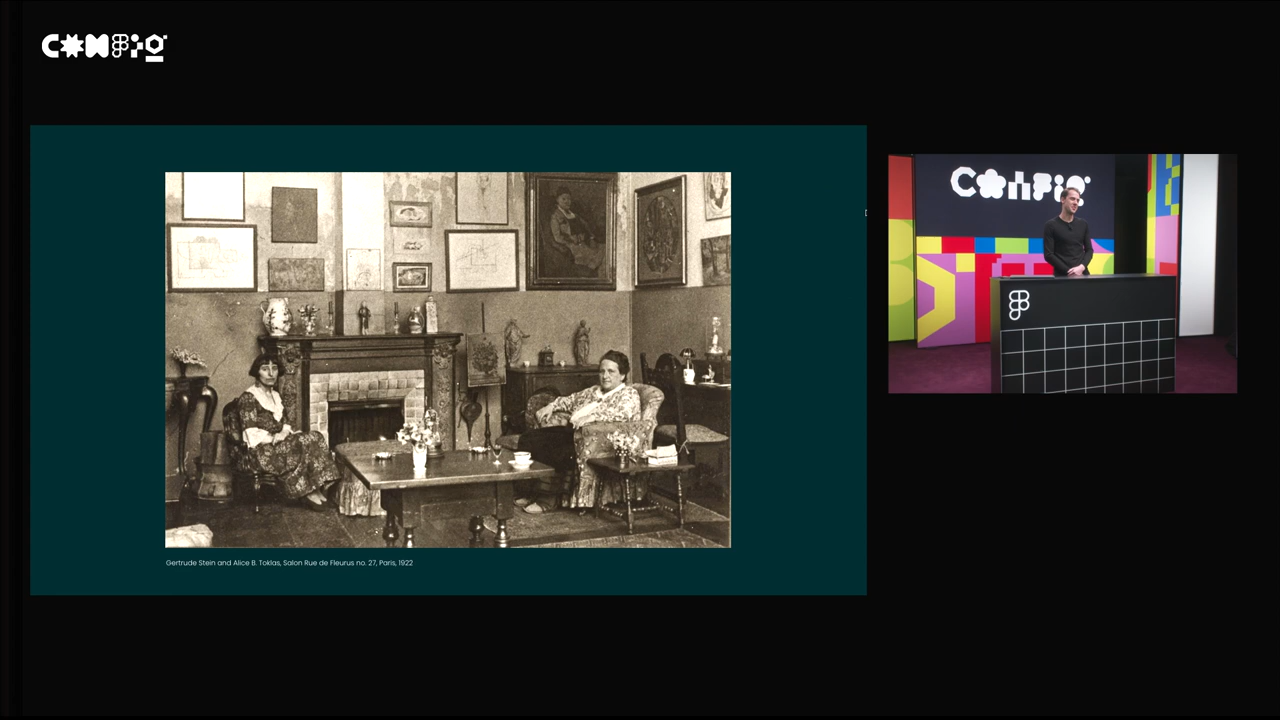 Config
Gertrude Stein and Alice B. Toklas, Salon Rue de Fleurus no. 27, Paris, 1922
Config